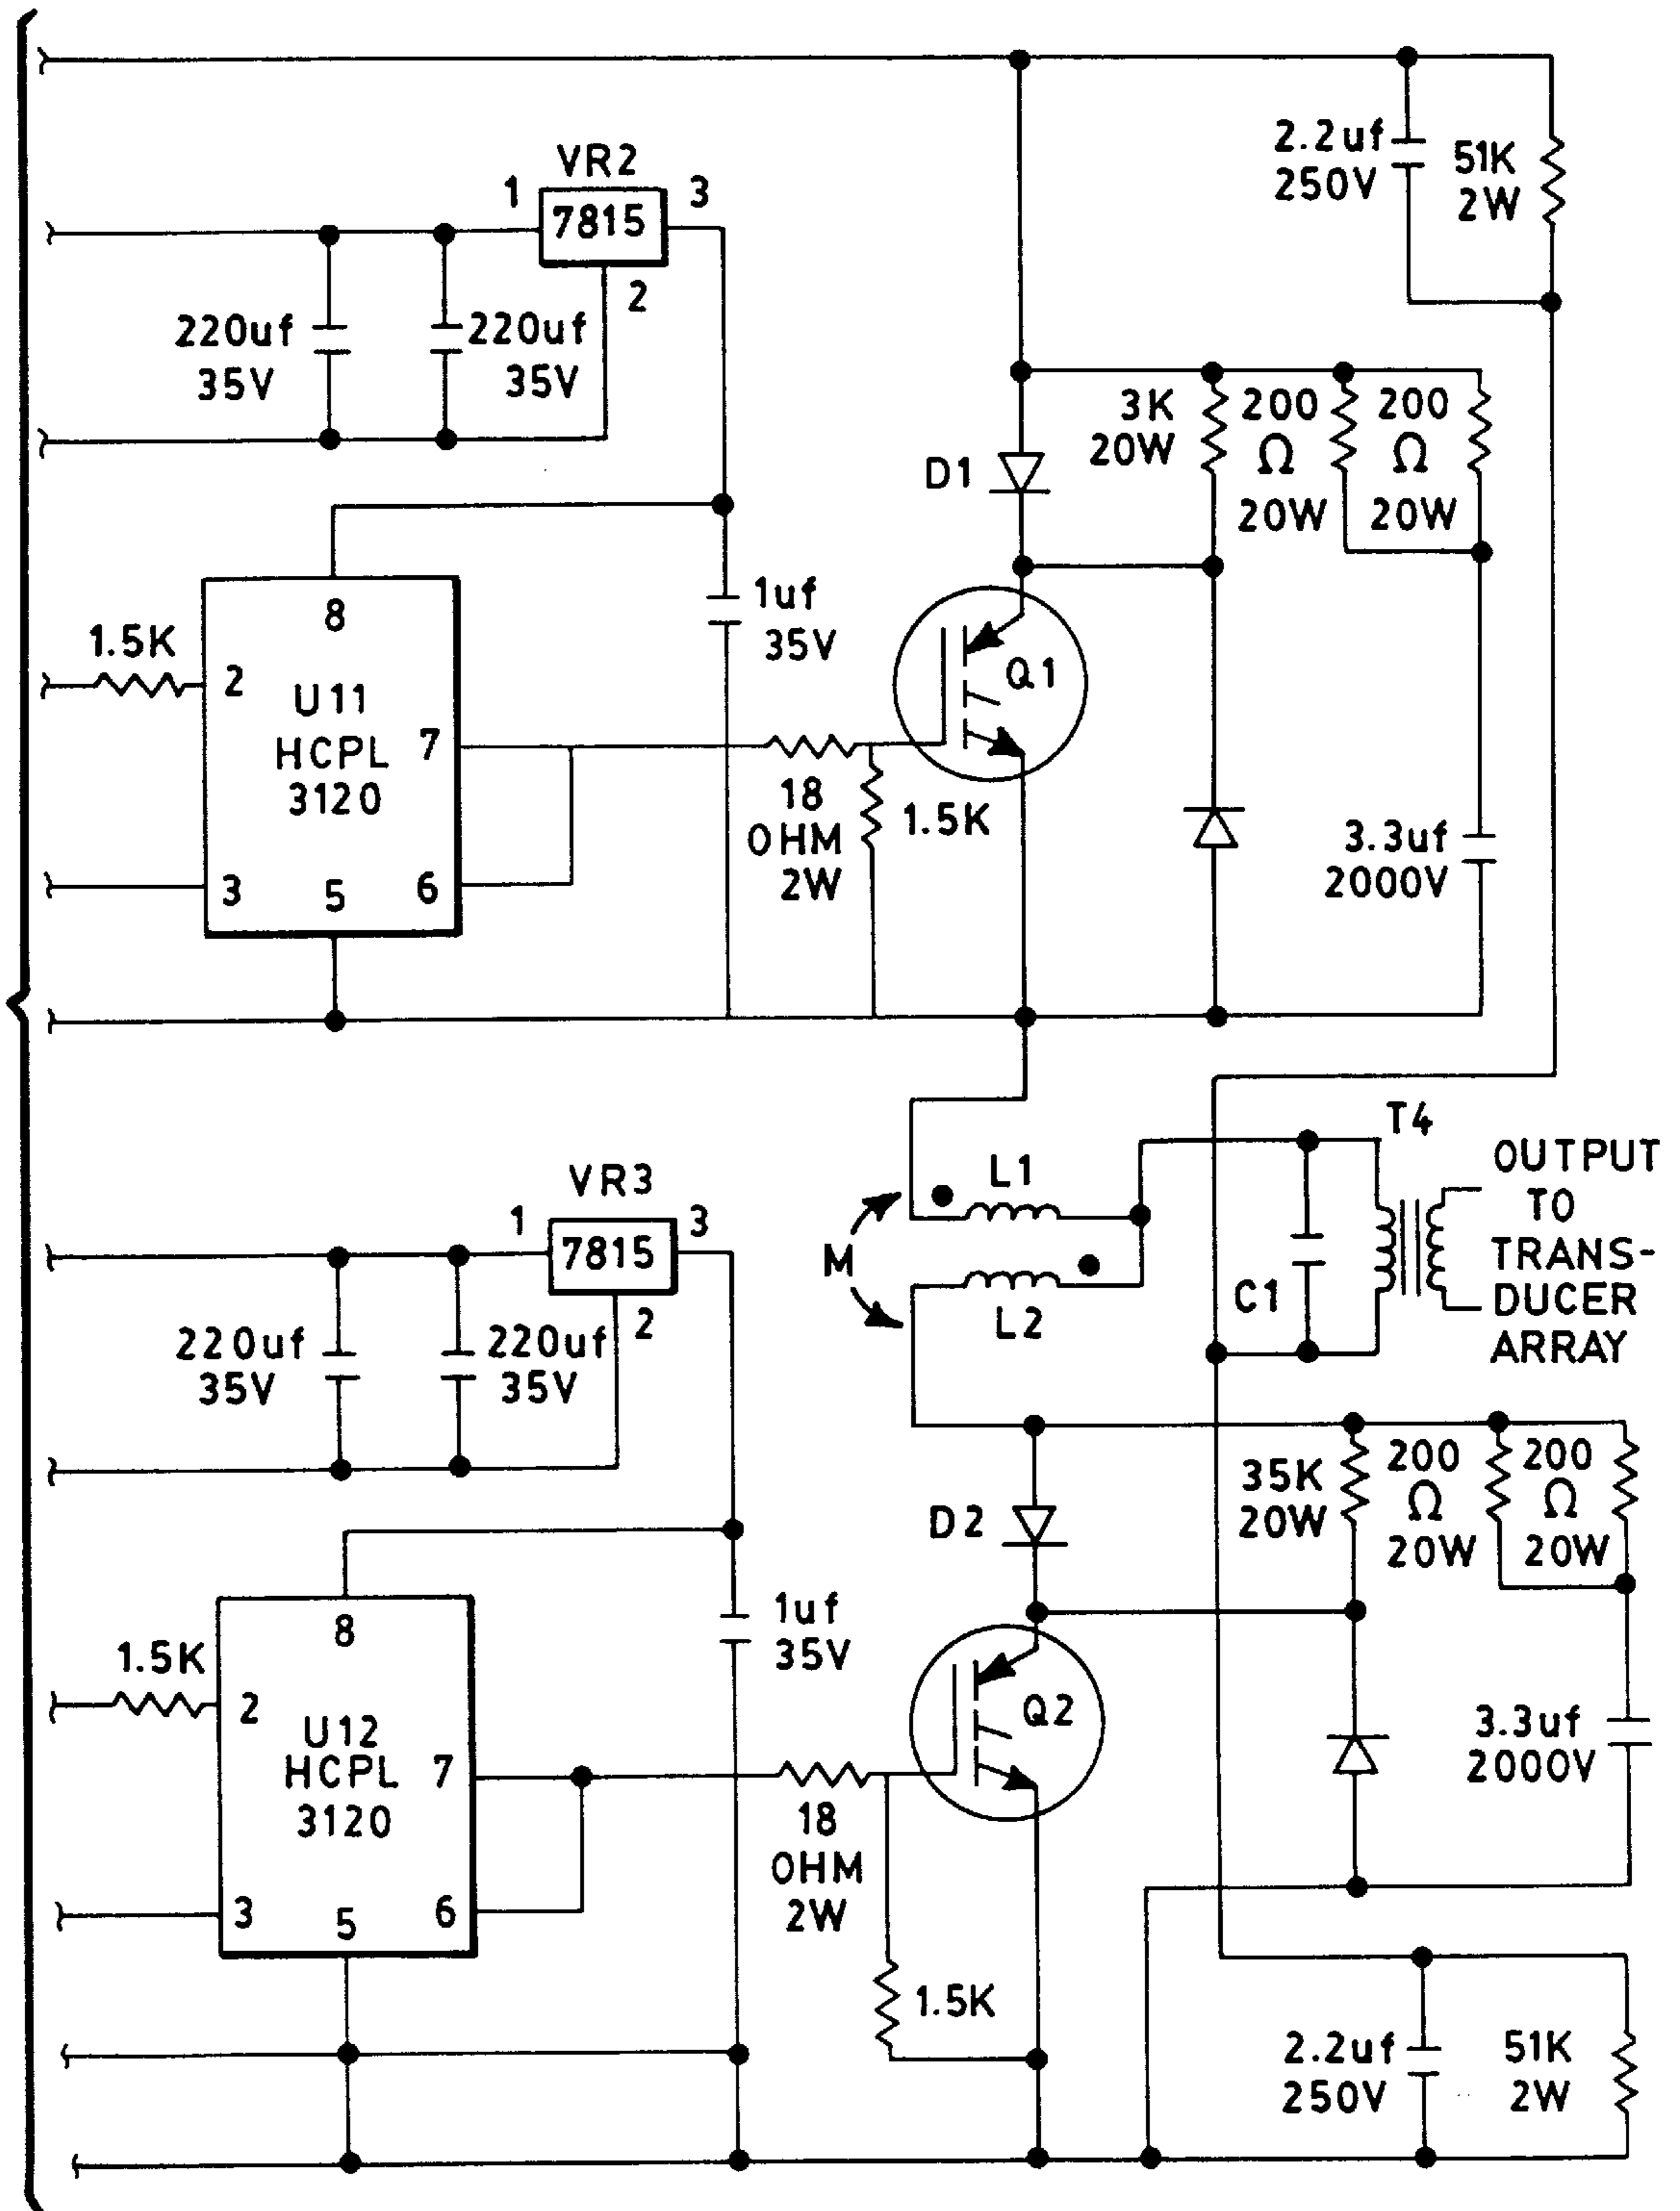 2.2uf
250V
51K
2W
VR2
1
7815
3
2
220uf
35V
220uf
35V
3K
20W
200
Ω
20W
200
Ω
20W
D1
8
1uf
35V
1.5K
2
U11
HCPL
3120
7
3
5
6
18
OHM
2W
1.5K
Q1
3.3uf
2000V
T4
L1
M
L2
C1
OUTPUT
TO
TRANS-
DUCER
ARRAY
VR3
1
7815
3
2
220uf
35V
220uf
35V
35K
20W
200
Ω
20W
200
Ω
20W
D2
8
1uf
35V
1.5K
2
U12
HCPL
3120
7
3
5
6
18
OHM
2W
1.5K
Q2
3.3uf
2000V
2.2uf
250V
51K
2W